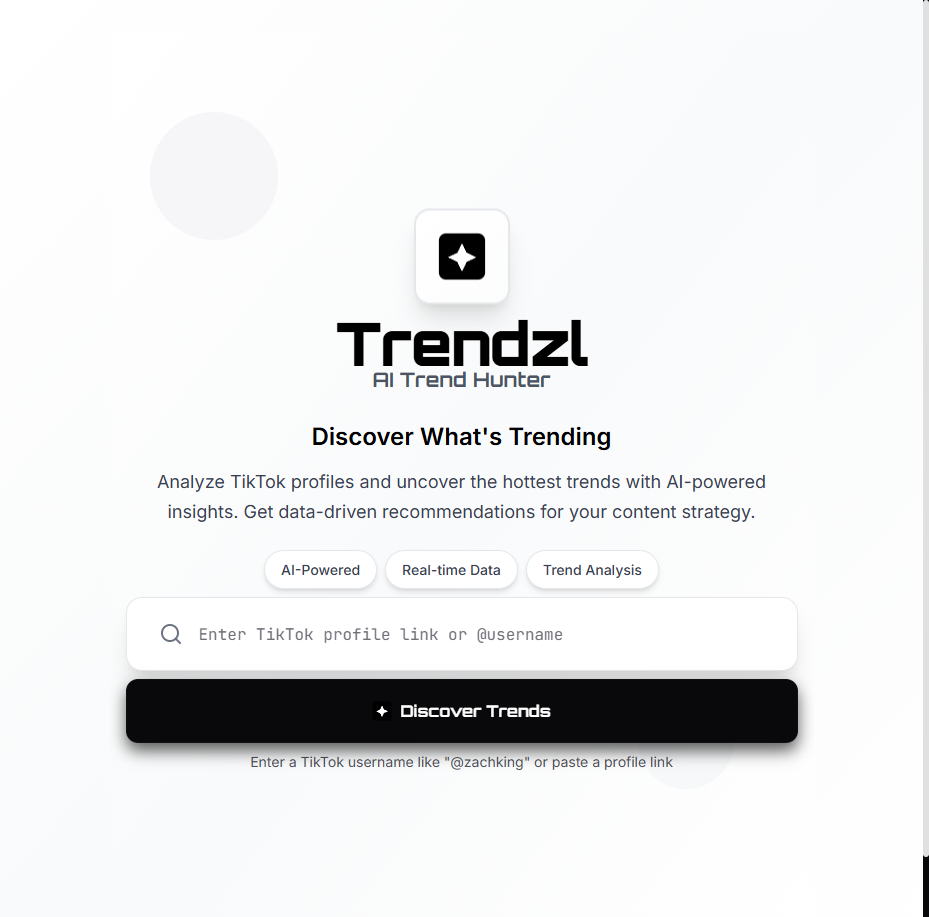 Trendzl
AI Trend Hunter
Discover What's Trending
Analyze TikTok profiles and uncover the hottest trends with AI-powered
insights. Get data-driven recommendations for your content strategy.
AI-Powered
Real-time Data
Trend Analysis
Enter TikTok profile link or @username
Discover Trends
Enter a TikTok username like "@zachking" or paste a profile link